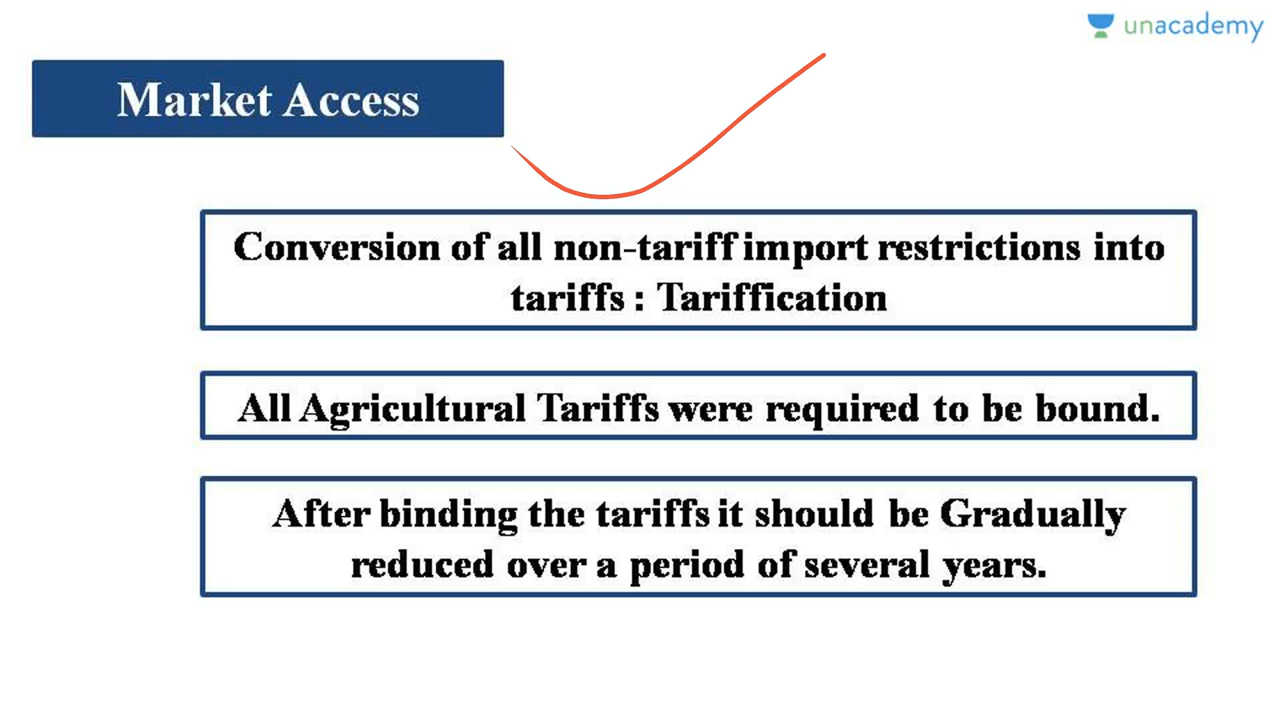 unacademy
Market Access
Conversion of all non-tariff import restrictions into
tariffs : Tariffication
All Agricultural Tariffs were required to be bound.
After binding the tariffs it should be Gradually
reduced over a period of several years.